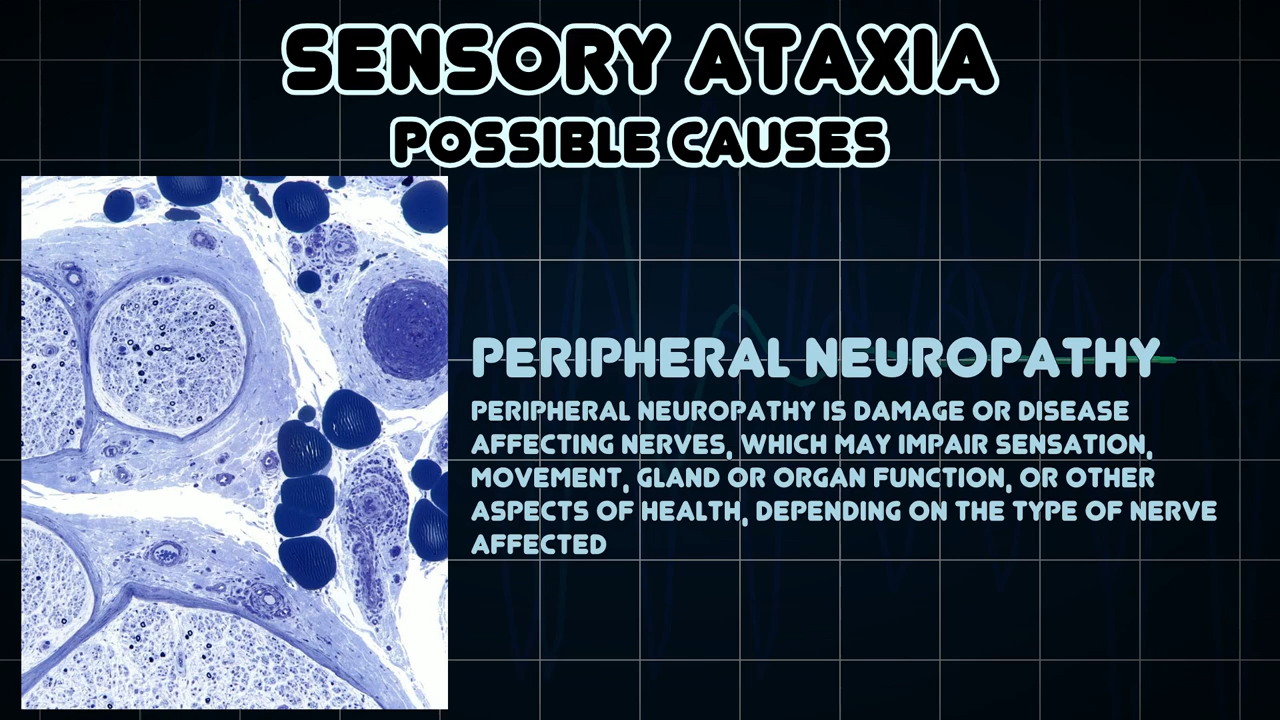 SENSORY ATAXIA
POSSIBLE CAUSES
PERIPHERAL NEUROPATHY
PERIPHERAL NEUROPATHY IS DAMAGE OR DISEASE
AFFECTING NERVES, WHICH MAY IMPAIR SENSATION,
MOVEMENT, GLAND OR ORGAN FUNCTION, OR OTHER
ASPECTS OF HEALTH, DEPENDING ON THE TYPE OF NERVE
AFFECTED